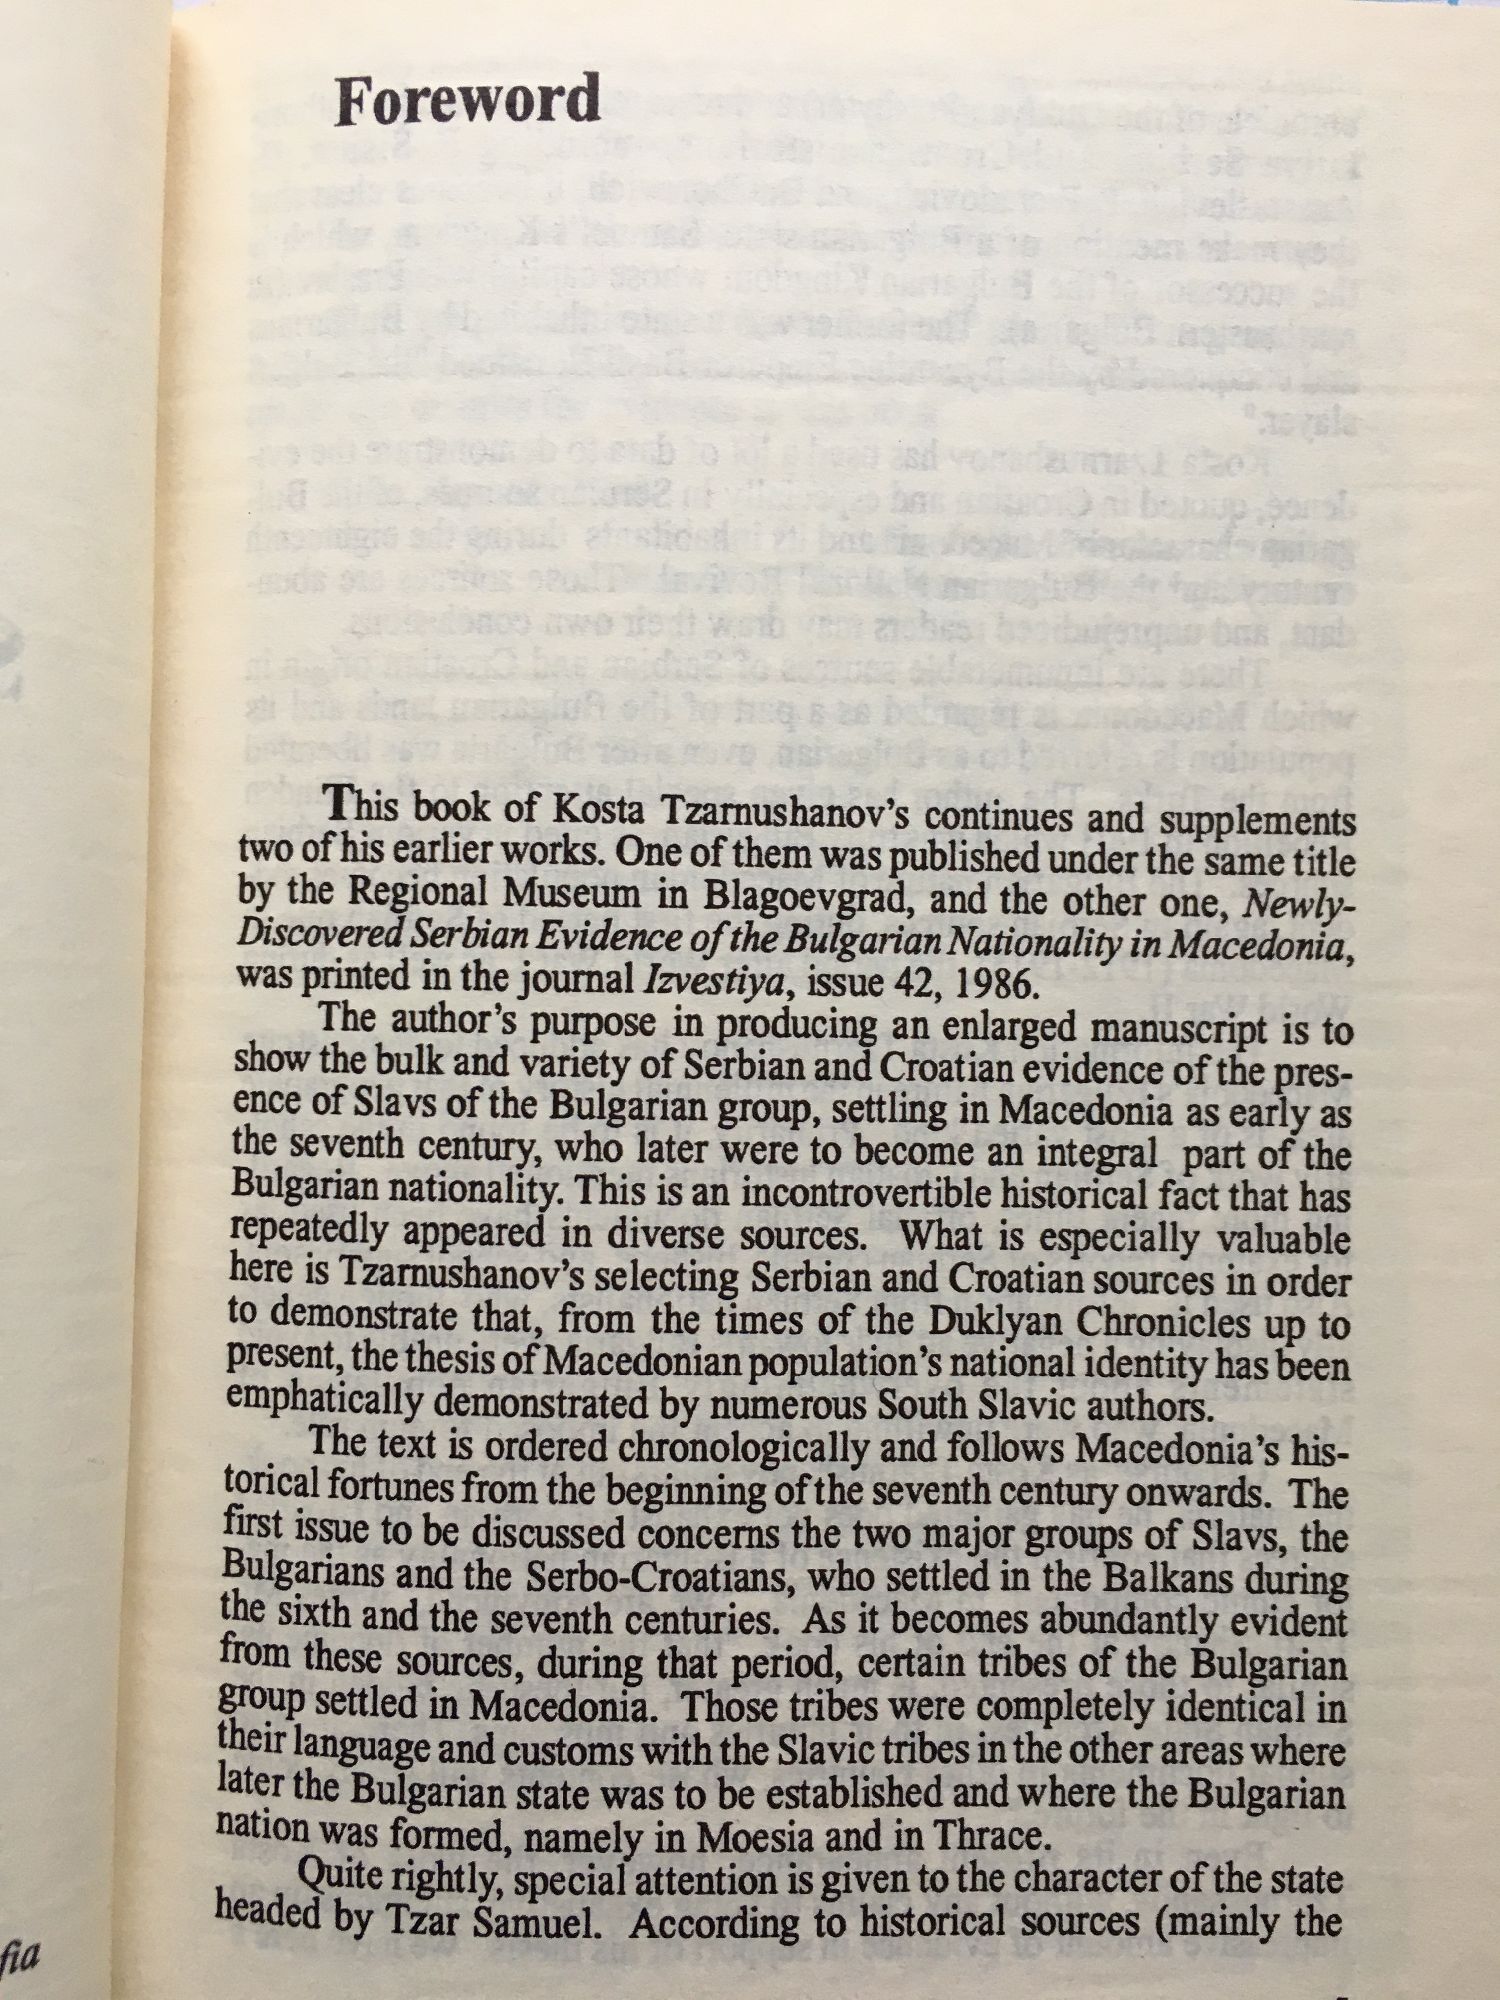 Foreword
This book of Kosta Tzarnushanov's continues and supplements
two of his earlier works. One of them was published under the same title
by the Regional Museum in Blagoevgrad, and the other one, Newly-
Discovered Serbian Evidence of the Bulgarian Nationality in Macedonia,
was printed in the journal Izvestiya, issue 42, 1986.
The author's purpose in producing an enlarged manuscript is to
show the bulk and variety of Serbian and Croatian evidence of the pres-
ence of Slavs of the Bulgarian group, settling in Macedonia as early as
the seventh century, who later were to become an integral part of the
Bulgarian nationality. This is an incontrovertible historical fact that has
repeatedly appeared in diverse sources. What is especially valuable
here is Tzarnushanov's selecting Serbian and Croatian sources in order
to demonstrate that, from the times of the Duklyan Chronicles up to
present, the thesis of Macedonian population's national identity has been
emphatically demonstrated by numerous South Slavic authors.
The text is ordered chronologically and follows Macedonia's his-
torical fortunes from the beginning of the seventh century onwards. The
first issue to be discussed concerns the two major groups of Slavs, the
Bulgarians and the Serbo-Croatians, who settled in the Balkans during
the sixth and the seventh centuries. As it becomes abundantly evident
from these sources, during that period, certain tribes of the Bulgarian
group settled in Macedonia. Those tribes were completely identical in
their language and customs with the Slavic tribes in the other areas where
later the Bulgarian state was to be established and where the Bulgarian
nation was formed, namely in Moesia and in Thrace.
Quite rightly, special attention is given to the character of the state
headed by Tzar Samuel. According to historical sources (mainly the
fia